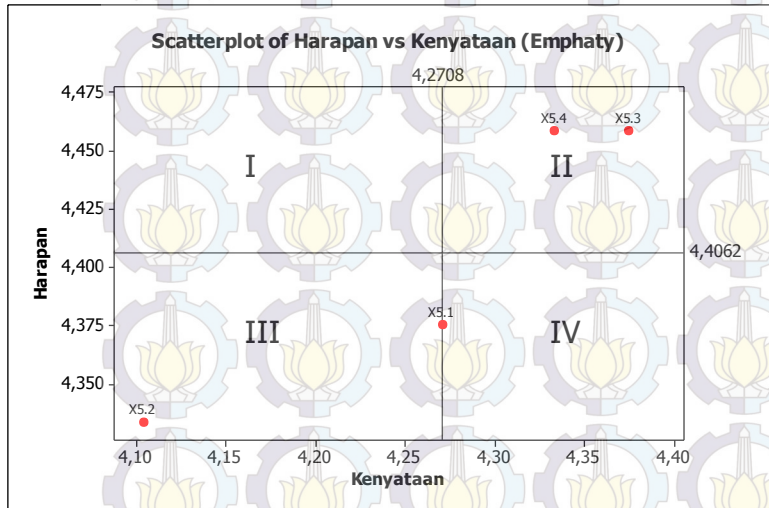 Scatterplot of Harapan vs Kenyataan (Emphaty)
4,2708
4,475
X5.4 X5.3
4,450
I II
4,425
4,4062
4,400
Harapan
4,375
X5.1
III IV
4,350
X5.2
4,10 4,15 4,20 4,25 4,30 4,35 4,40
Kenyataan